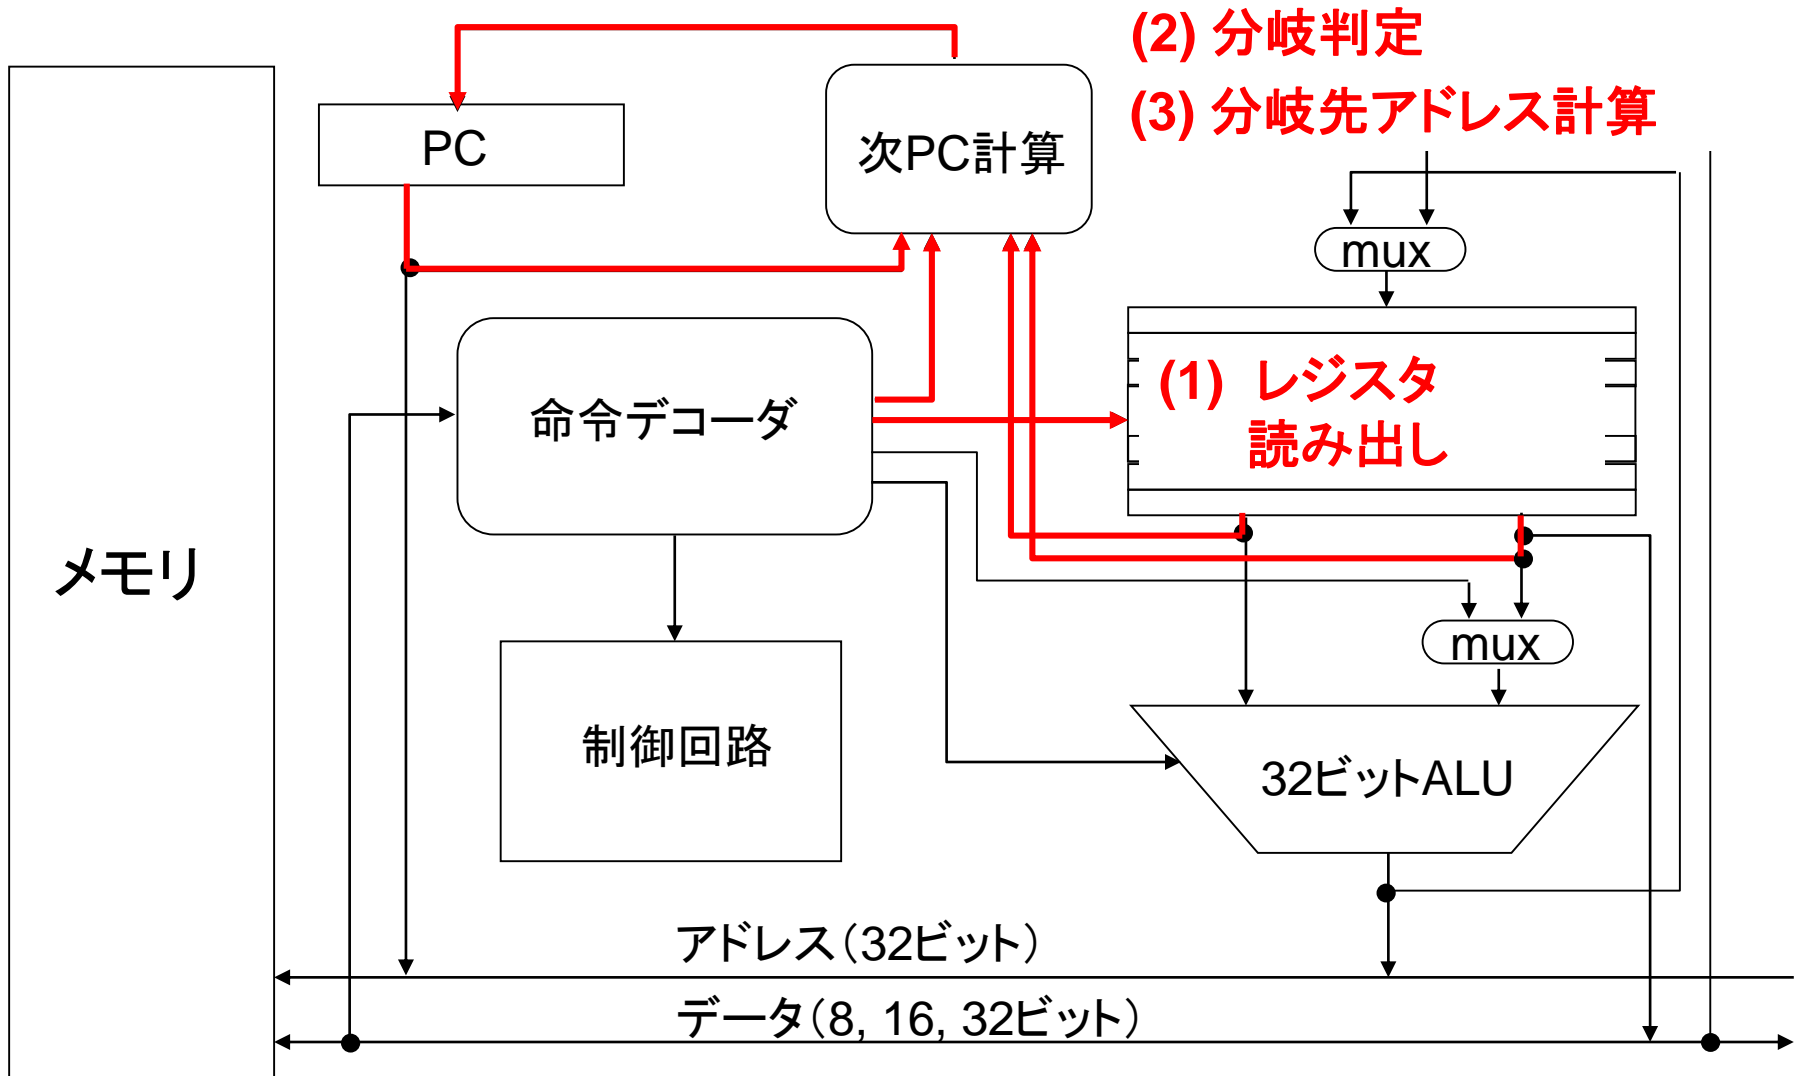 (2) 分岐判定
(3) 分岐先アドレス計算
PC
次PC計算
mux
命令デコーダ
(1) レジスタ
読み出し
メモリ
mux
制御回路
32ビットALU
アドレス（32ビット）
データ（8, 16, 32ビット）